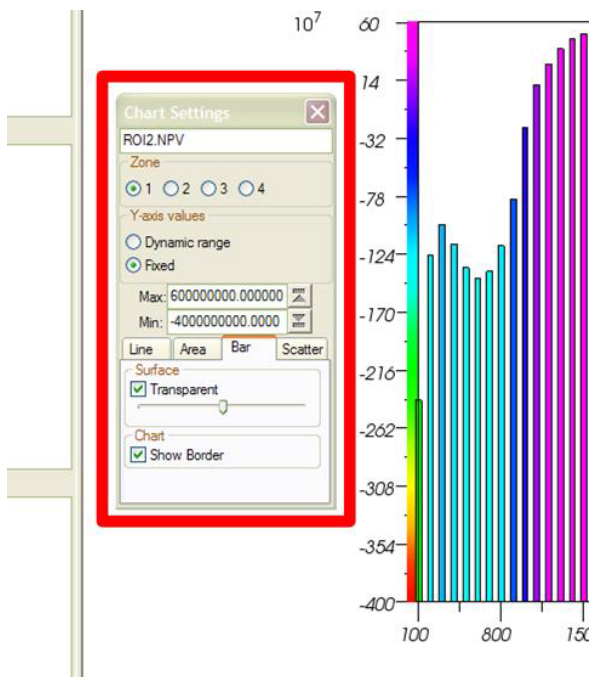 10⁷
60
14
-32
-78
-124
-170
-216
-262
-308
-354
-400
100 800 150
Chart Settings
ROI2.NPV
Zone
1 2 3 4
Y-axis values
Dynamic range
Fixed
Max: 600000000.000000
Min: -4000000000.0000
Line Area Bar Scatter
Surface
Transparent
Chart
Show Border